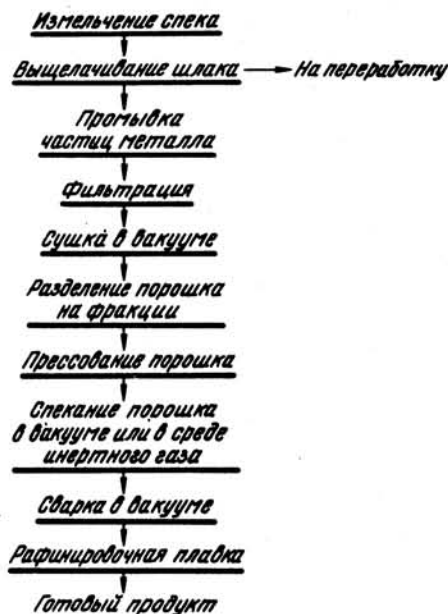 Измельчение спека
Выщелачивание шлака
На переработку
Промывка
частиц металла
Фильтрация
Сушка в вакууме
Разделение порошка
на фракции
Прессование порошка
Спекание порошка
в вакууме или в среде
инертного газа
Сварка в вакууме
Рафинировочная плавка
Готовый продукт